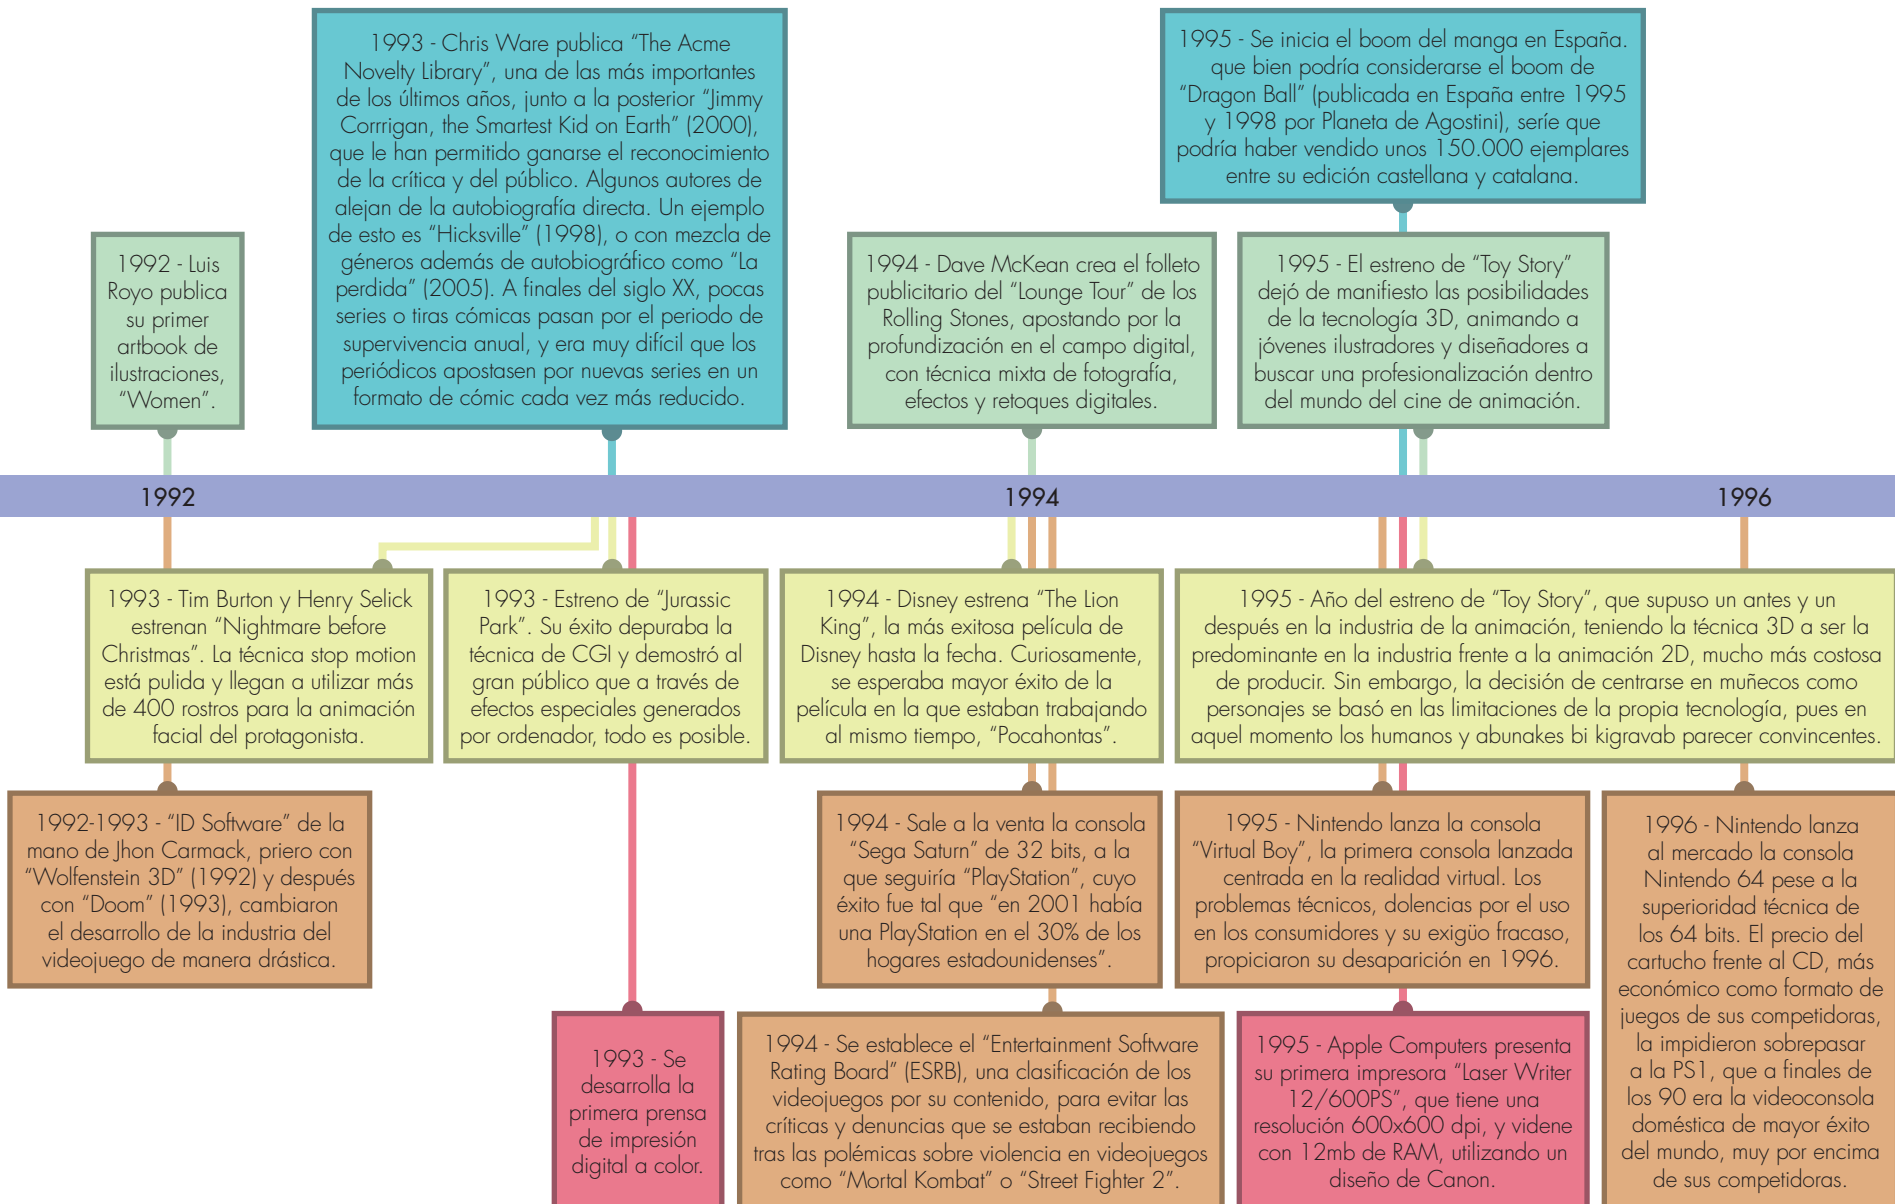 1993 - Chris Ware publica “The Acme
Novelty Library”, una de las más importantes
de los últimos años, junto a la posterior “Jimmy
Corrrigan, the Smartest Kid on Earth” (2000),
que le han permitido ganarse el reconocimiento
de la crítica y del público. Algunos autores de
alejan de la autobiografía directa. Un ejemplo
de esto es “Hicksville” (1998), o con mezcla de
géneros además de autobiográfico como “La
perdida” (2005). A finales del siglo XX, pocas
series o tiras cómicas pasan por el periodo de
supervivencia anual, y era muy difícil que los
periódicos apostasen por nuevas series en un
formato de cómic cada vez más reducido.
1995 - Se inicia el boom del manga en España.
que bien podría considerarse el boom de
“Dragon Ball” (publicada en España entre 1995
y 1998 por Planeta de Agostini), seríe que
podría haber vendido unos 150.000 ejemplares
entre su edición castellana y catalana.
1992 - Luis
Royo publica
su primer
artbook de
ilustraciones,
“Women”.
1994 - Dave McKean crea el folleto
publicitario del “Lounge Tour” de los
Rolling Stones, apostando por la
profundización en el campo digital,
con técnica mixta de fotografía,
efectos y retoques digitales.
1995 - El estreno de “Toy Story”
dejó de manifiesto las posibilidades
de la tecnología 3D, animando a
jóvenes ilustradores y diseñadores a
buscar una profesionalización dentro
del mundo del cine de animación.
1992
1994
1996
1993 - Tim Burton y Henry Selick
estrenan “Nightmare before
Christmas”. La técnica stop motion
está pulida y llegan a utilizar más
de 400 rostros para la animación
facial del protagonista.
1993 - Estreno de “Jurassic
Park”. Su éxito depuraba la
técnica de CGI y demostró al
gran público que a través de
efectos especiales generados
por ordenador, todo es posible.
1994 - Disney estrena “The Lion
King”, la más exitosa película de
Disney hasta la fecha. Curiosamente,
se esperaba mayor éxito de la
película en la que estaban trabajando
al mismo tiempo, “Pocahontas”.
1995 - Año del estreno de “Toy Story”, que supuso un antes y un
después en la industria de la animación, teniendo la técnica 3D a ser la
predominante en la industria frente a la animación 2D, mucho más costosa
de producir. Sin embargo, la decisión de centrarse en muñecos como
personajes se basó en las limitaciones de la propia tecnología, pues en
aquel momento los humanos y abunakes bi kigravab parecer convincentes.
1992-1993 - “ID Software” de la
mano de Jhon Carmack, priero con
“Wolfenstein 3D” (1992) y después
con “Doom” (1993), cambiaron
el desarrollo de la industria del
videojuego de manera drástica.
1994 - Sale a la venta la consola
“Sega Saturn” de 32 bits, a la
que seguiría “PlayStation”, cuyo
éxito fue tal que “en 2001 había
una PlayStation en el 30% de los
hogares estadounidenses”.
1995 - Nintendo lanza la consola
“Virtual Boy”, la primera consola lanzada
centrada en la realidad virtual. Los
problemas técnicos, dolencias por el uso
en los consumidores y su exigüo fracaso,
propiciaron su desaparición en 1996.
1996 - Nintendo lanza
al mercado la consola
Nintendo 64 pese a la
superioridad técnica de
los 64 bits. El precio del
cartucho frente al CD, más
económico como formato de
juegos de sus competidoras,
la impidieron sobrepasar
a la PS1, que a finales de
los 90 era la videoconsola
doméstica de mayor éxito
del mundo, muy por encima
de sus competidoras.
1993 - Se
desarrolla la
primera prensa
de impresión
digital a color.
1994 - Se establece el “Entertainment Software
Rating Board” (ESRB), una clasificación de los
videojuegos por su contenido, para evitar las
críticas y denuncias que se estaban recibiendo
tras las polémicas sobre violencia en videojuegos
como “Mortal Kombat” o “Street Fighter 2”.
1995 - Apple Computers presenta
su primera impresora “Laser Writer
12/600PS”, que tiene una
resolución 600x600 dpi, y videne
con 12mb de RAM, utilizando un
diseño de Canon.